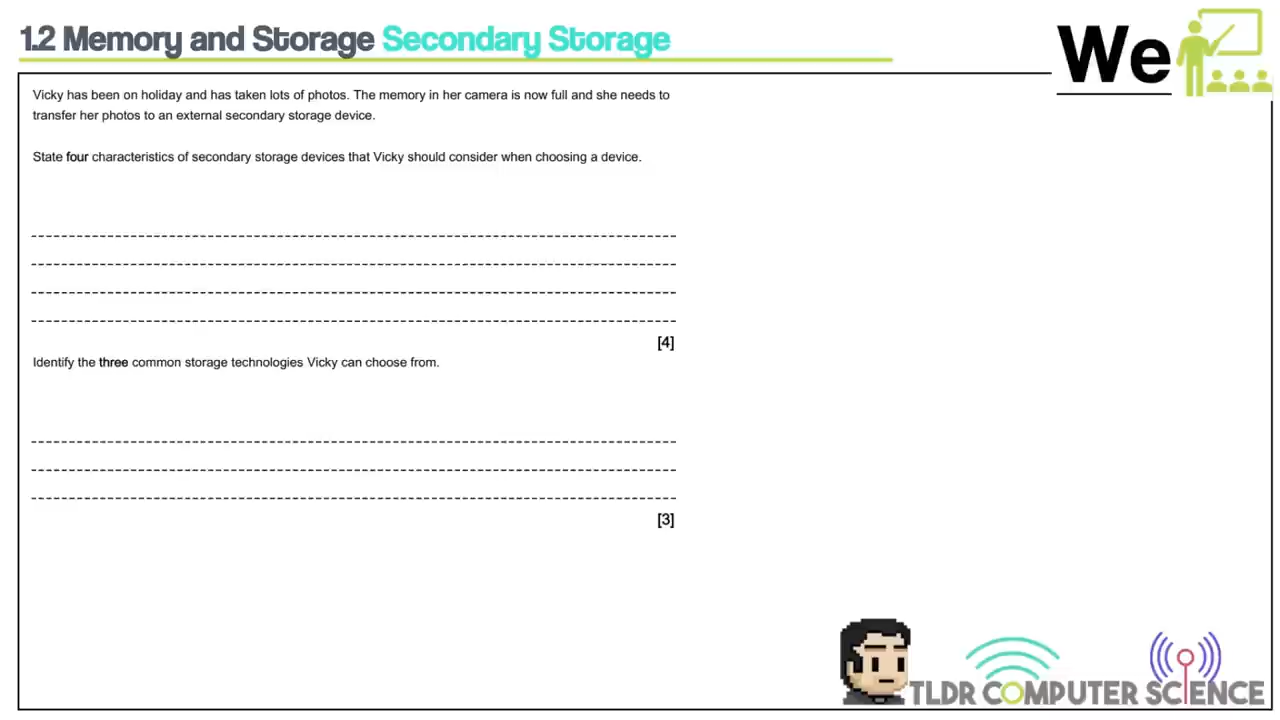 1.2 Memory and Storage Secondary Storage
We
Vicky has been on holiday and has taken lots of photos. The memory in her camera is now full and she needs to
transfer her photos to an external secondary storage device.
State four characteristics of secondary storage devices that Vicky should consider when choosing a device.
[4]
Identify the three common storage technologies Vicky can choose from.
[3]
TLDR COMPUTER SCIENCE